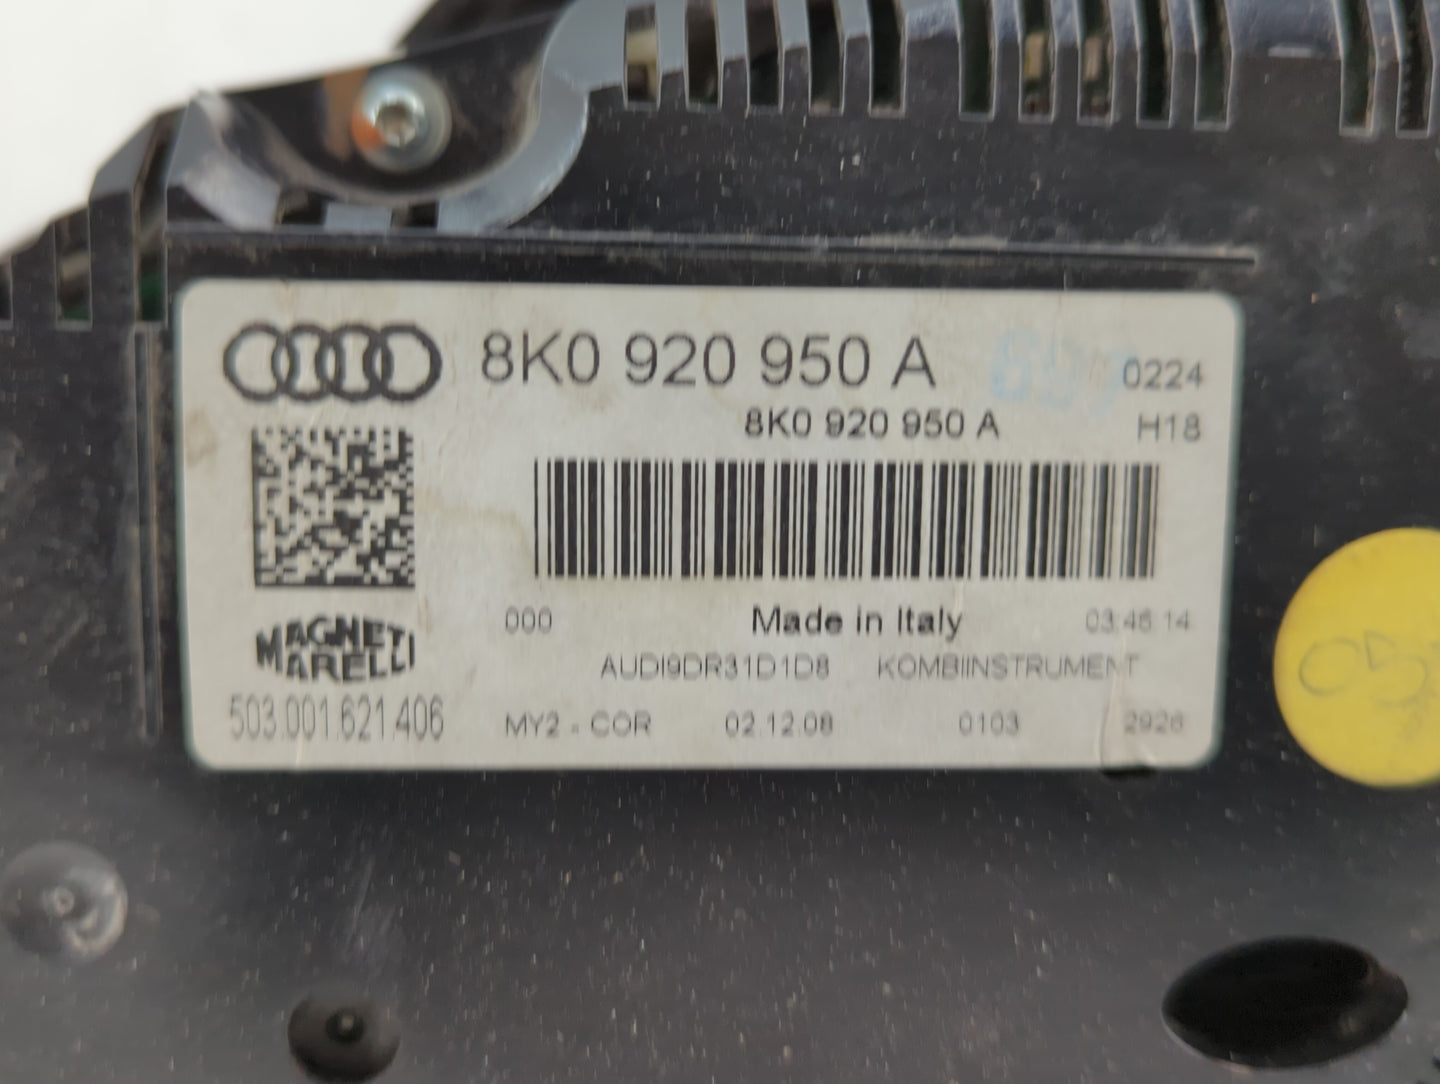 8K0 920 950 A 0224
8K0 920 950 A H18
MAGNETI
MARELLI
503.001.621.406
000 Made in Italy 03:46:14
AUDI9DR31D1D8 KOMBIINSTRUMENT
MY2 - COR 02.12.08 0103 2926
05